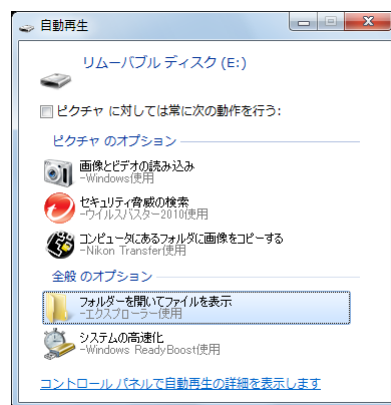 自動再生
リムーバブル ディスク (E:)
ピクチャ に対しては常に次の動作を行う:
ピクチャ のオプション
画像とビデオの読み込み
-Windows使用
セキュリティ脅威の検索
-ウイルスバスター2010使用
コンピュータにあるフォルダに画像をコピーする
-Nikon Transfer使用
全般 のオプション
フォルダーを開いてファイルを表示
-エクスプローラー使用
システムの高速化
-Windows ReadyBoost使用
コントロール パネルで自動再生の詳細を表示します